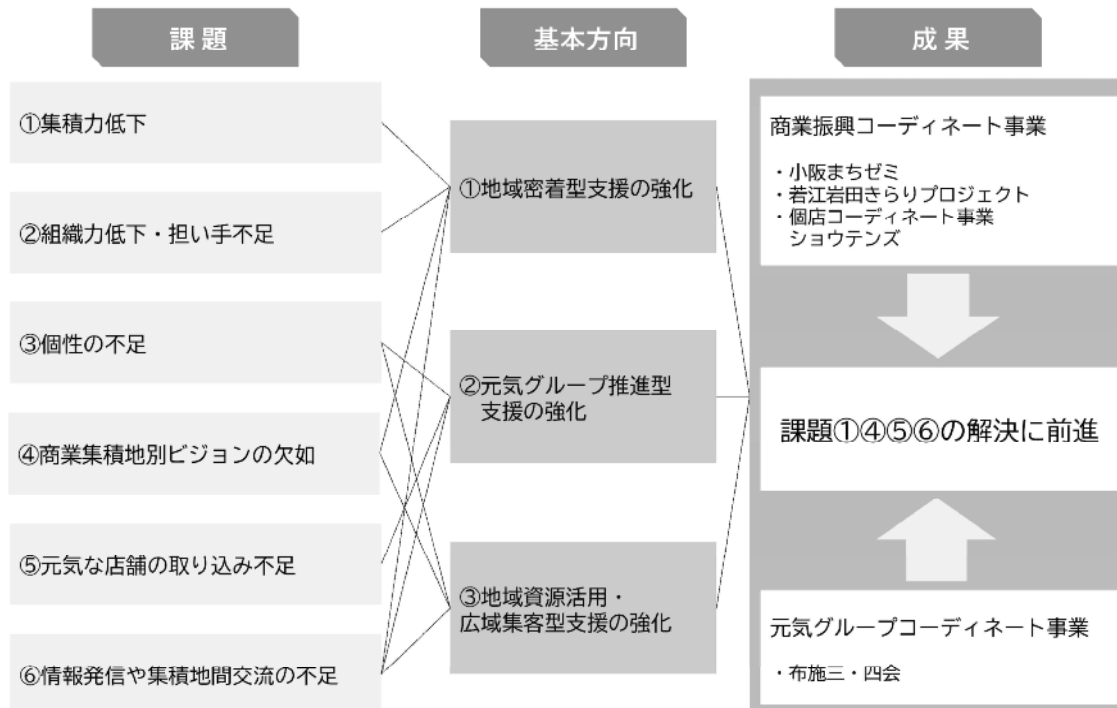 課題
①集積力低下
②組織力低下・担い手不足
③個性の不足
④商業集積地別ビジョンの欠如
⑤元気な店舗の取り込み不足
⑥情報発信や集積地間交流の不足
基本方向
①地域密着型支援の強化
②元気グループ推進型
支援の強化
③地域資源活用・
広域集客型支援の強化
成果
商業振興コーディネート事業
・小阪まちゼミ
・若江岩田きらりプロジェクト
・個店コーディネート事業
ショウテンズ
課題①④⑤⑥の解決に前進
元気グループコーディネート事業
・布施三・四会